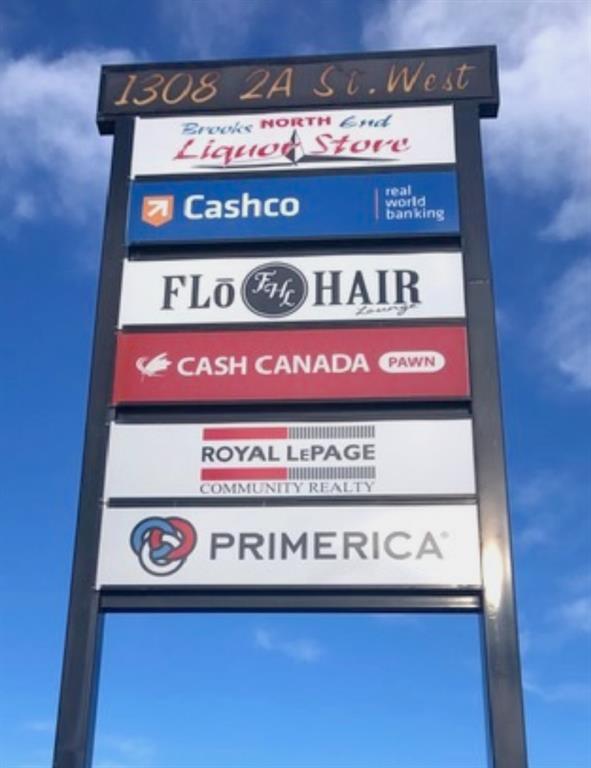 1308 2A St. West
Brooks NORTH End
Liquor Store
Cashco real world banking
FLō FHL HAIR
Lounge
CASH CANADA PAWN
ROYAL LEPAGE
COMMUNITY REALTY
PRIMERICA®